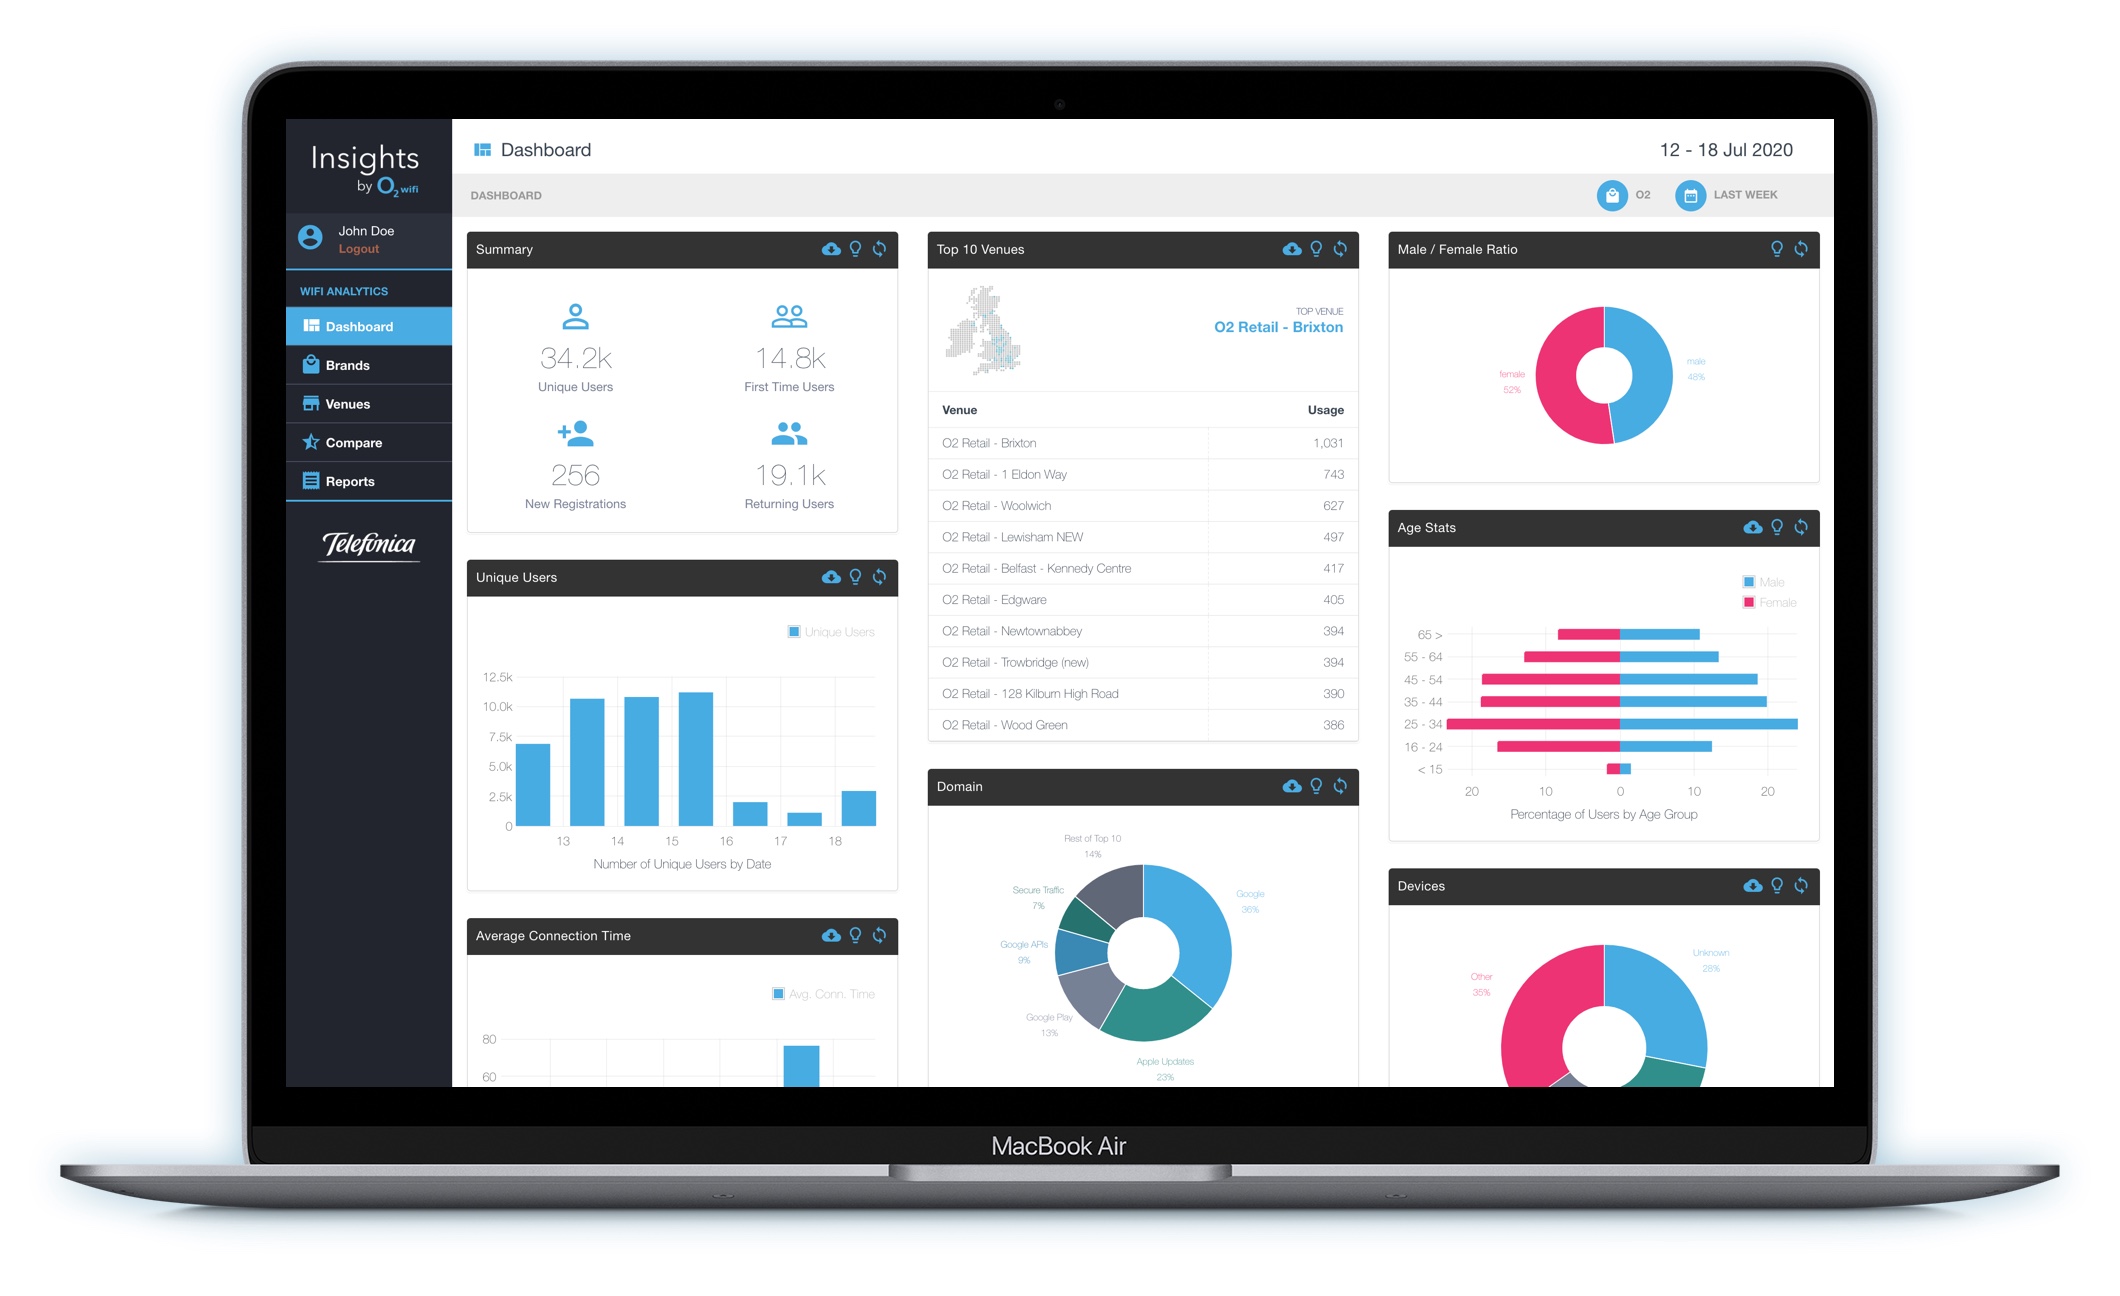 Insights
by O2 wifi
John Doe
Logout
WIFI ANALYTICS
Dashboard
Brands
Venues
Compare
Reports
Telefónica
Dashboard
12 - 18 Jul 2020
DASHBOARD
O2
LAST WEEK
Summary
34.2k
Unique Users
14.8k
First Time Users
256
New Registrations
19.1k
Returning Users
Unique Users
Unique Users
12.5k
10.0k
7.5k
5.0k
2.5k
0
13 14 15 16 17 18
Number of Unique Users by Date
Average Connection Time
Avg. Conn. Time
80
60
Top 10 Venues
TOP VENUE
O2 Retail - Brixton
Venue Usage
O2 Retail - Brixton 1,031
O2 Retail - 1 Eldon Way 743
O2 Retail - Woolwich 627
O2 Retail - Lewisham NEW 497
O2 Retail - Belfast - Kennedy Centre 417
O2 Retail - Edgware 405
O2 Retail - Newtownabbey 394
O2 Retail - Trowbridge (new) 394
O2 Retail - 128 Kilburn High Road 390
O2 Retail - Wood Green 386
Domain
Rest of Top 10
14%
Secure Traffic
7%
Google
36%
Google APIs
9%
Google Play
13%
Apple Updates
23%
Male / Female Ratio
male
48%
female
52%
Age Stats
Male
Female
65 >
55 - 64
45 - 54
35 - 44
25 - 34
16 - 24
< 15
20 10 0 10 20
Percentage of Users by Age Group
Devices
Unknown
28%
Other
35%
MacBook Air